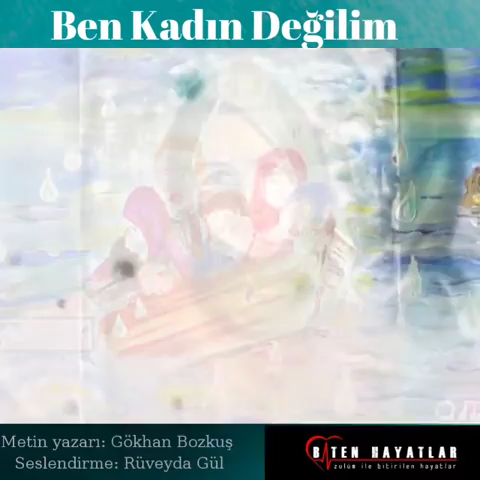 Ben Kadın Değilim
Metin yazarı: Gökhan Bozkuş
Seslendirme: Rüveyda Gül
BİTEN HAYATLAR
zulüm ile bitirilen hayatlar